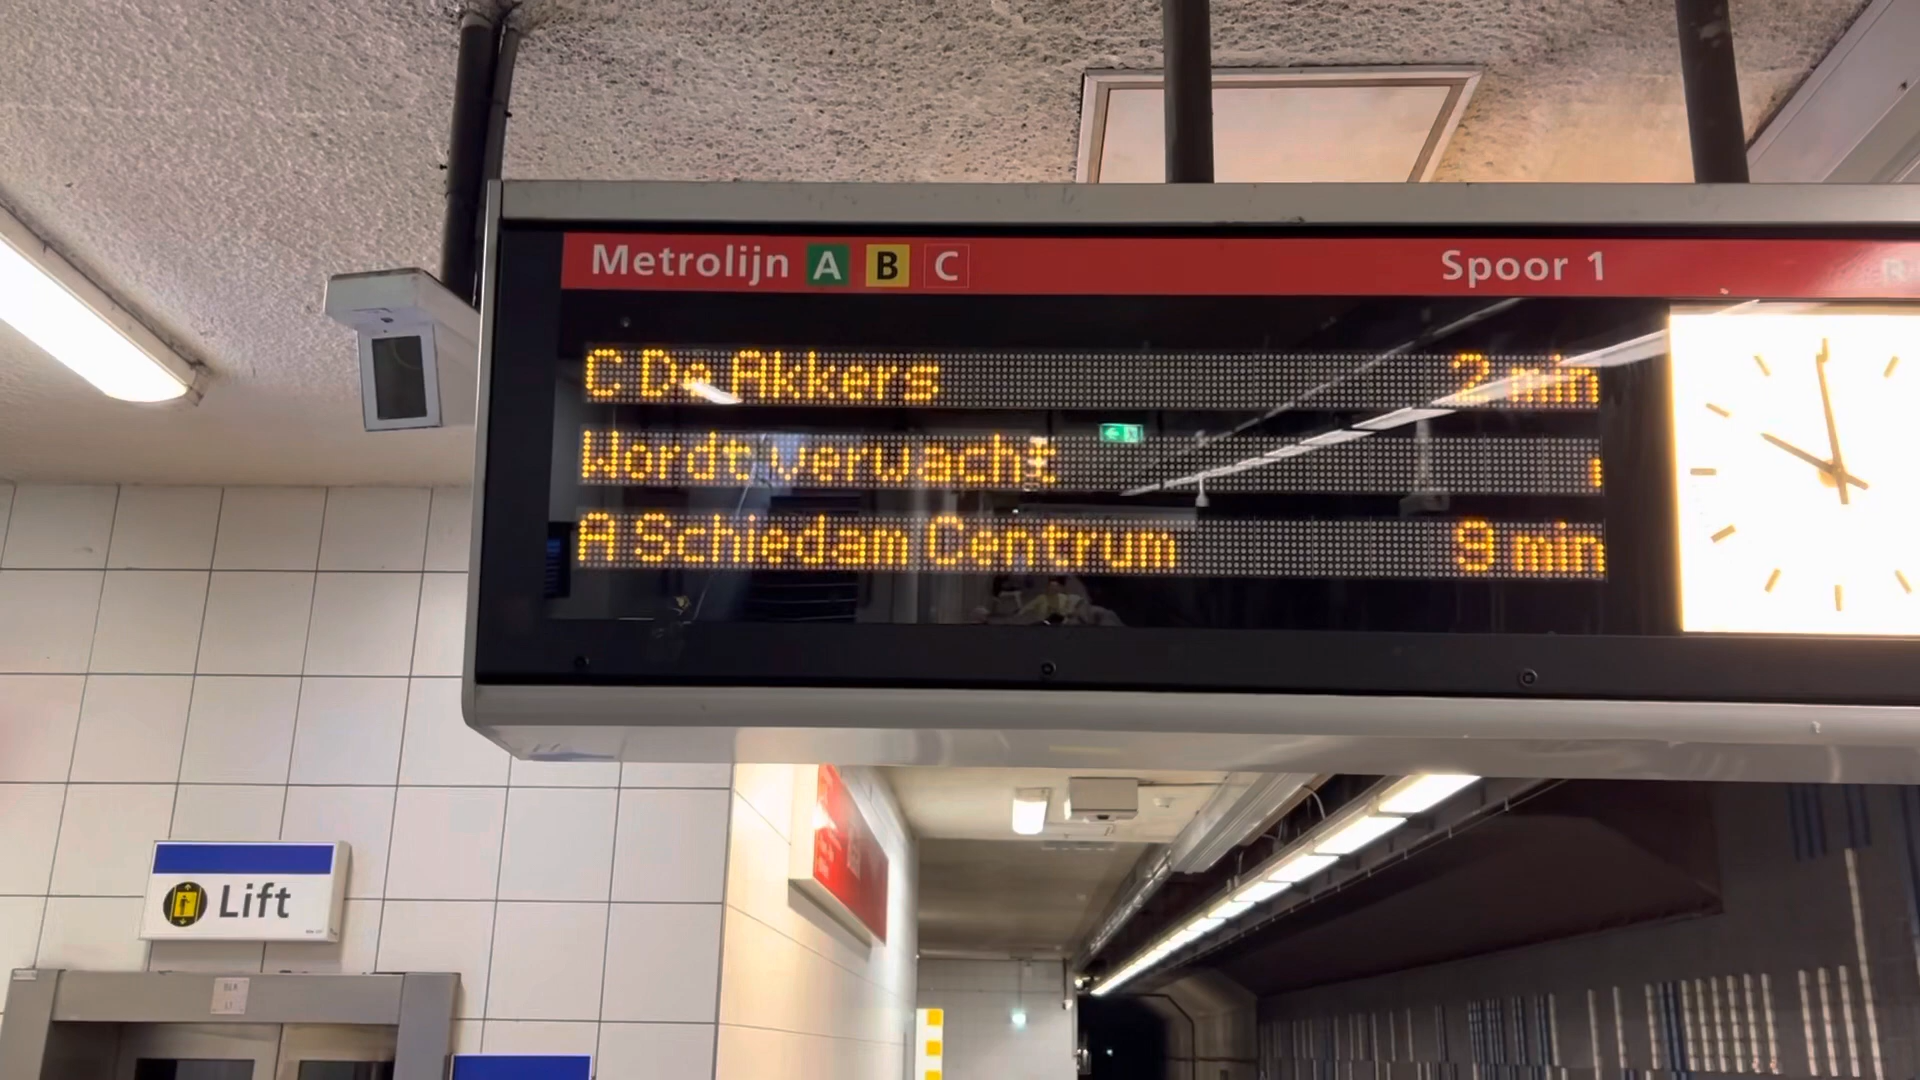 Metrolijn A B C Spoor 1
C De Akkers 2 min
Wordt verwacht
A Schiedam Centrum 9 min
Lift